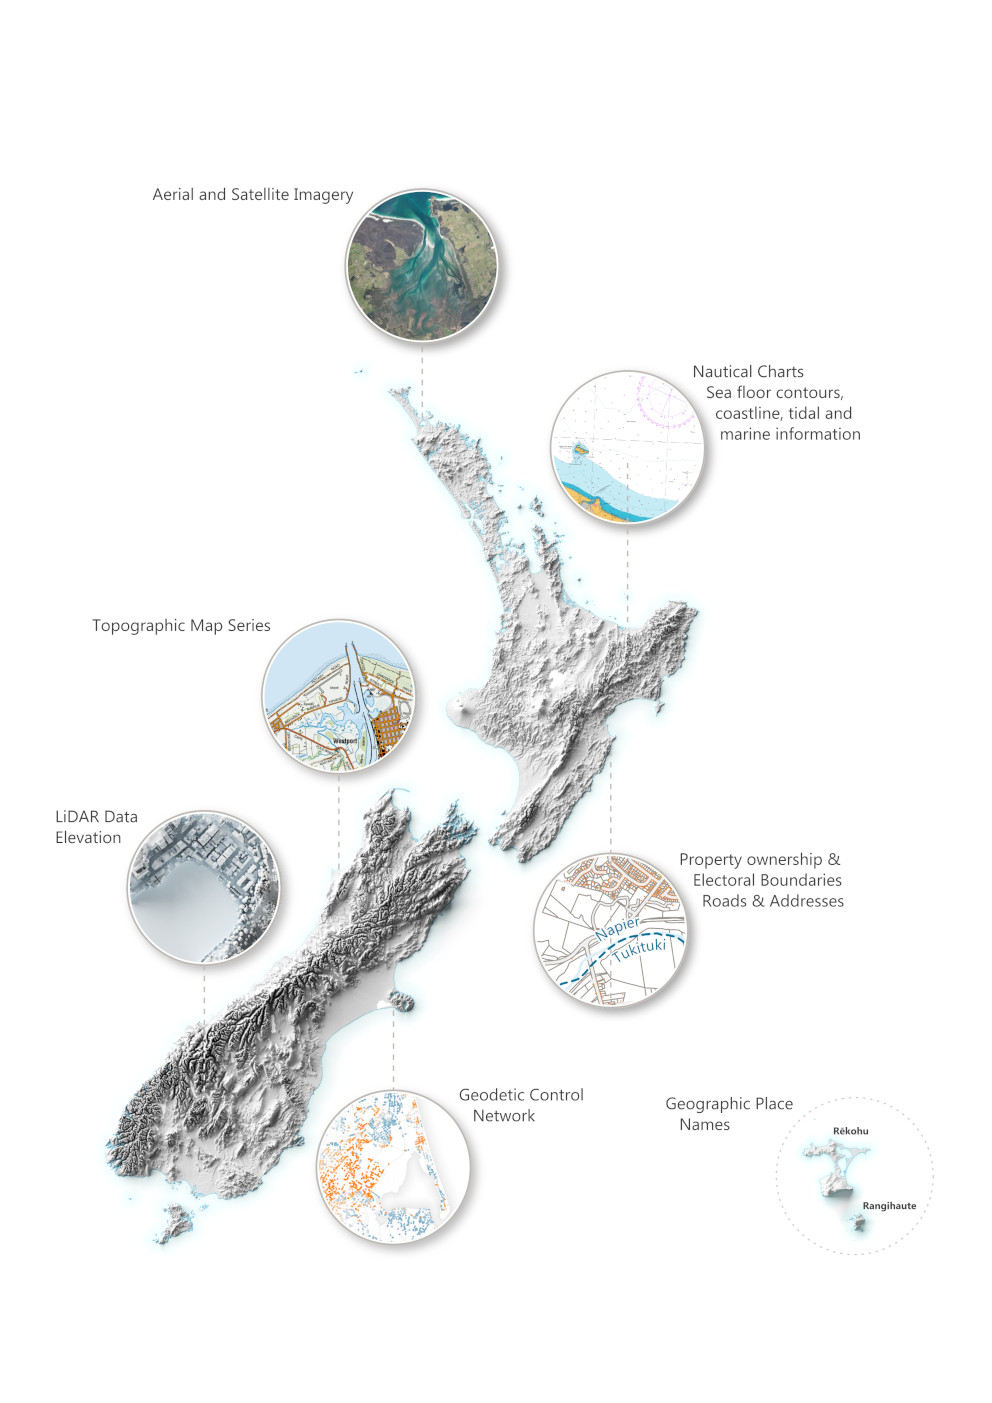 Aerial and Satellite Imagery
Nautical Charts
Sea floor contours,
coastline, tidal and
marine information
Topographic Map Series
Westport
LiDAR Data
Elevation
Property ownership &
Electoral Boundaries
Roads & Addresses
Napier
Tukituki
Geodetic Control
Network
Geographic Place
Names
Rēkohu
Rangihaute